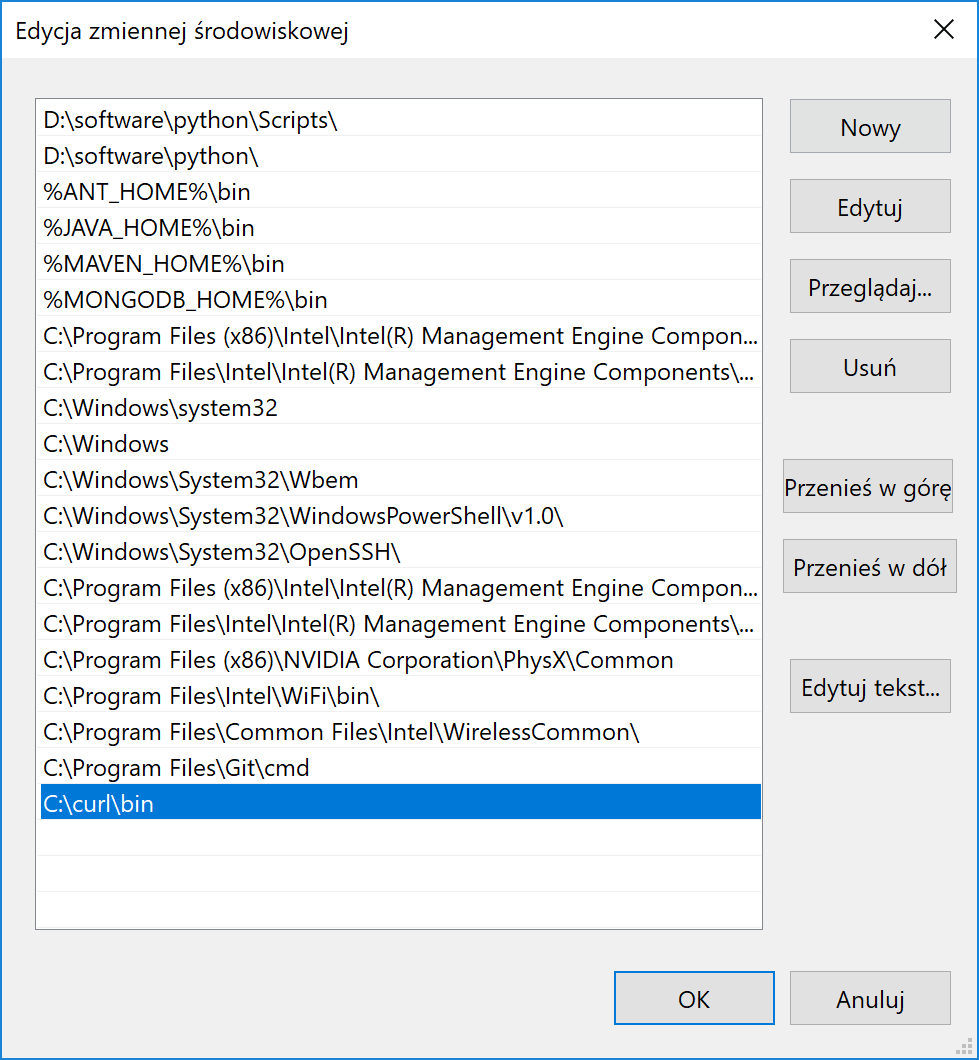 Edycja zmiennej środowiskowej
D:\software\python\Scripts\
D:\software\python\
%ANT_HOME%\bin
%JAVA_HOME%\bin
%MAVEN_HOME%\bin
%MONGODB_HOME%\bin
C:\Program Files (x86)\Intel\Intel(R) Management Engine Compon...
C:\Program Files\Intel\Intel(R) Management Engine Components\...
C:\Windows\system32
C:\Windows
C:\Windows\System32\Wbem
C:\Windows\System32\WindowsPowerShell\v1.0\
C:\Windows\System32\OpenSSH\
C:\Program Files (x86)\Intel\Intel(R) Management Engine Compon...
C:\Program Files\Intel\Intel(R) Management Engine Components\...
C:\Program Files (x86)\NVIDIA Corporation\PhysX\Common
C:\Program Files\Intel\WiFi\bin\
C:\Program Files\Common Files\Intel\WirelessCommon\
C:\Program Files\Git\cmd
C:\curl\bin
Nowy
Edytuj
Przeglądaj...
Usuń
Przenieś w górę
Przenieś w dół
Edytuj tekst...
OK
Anuluj